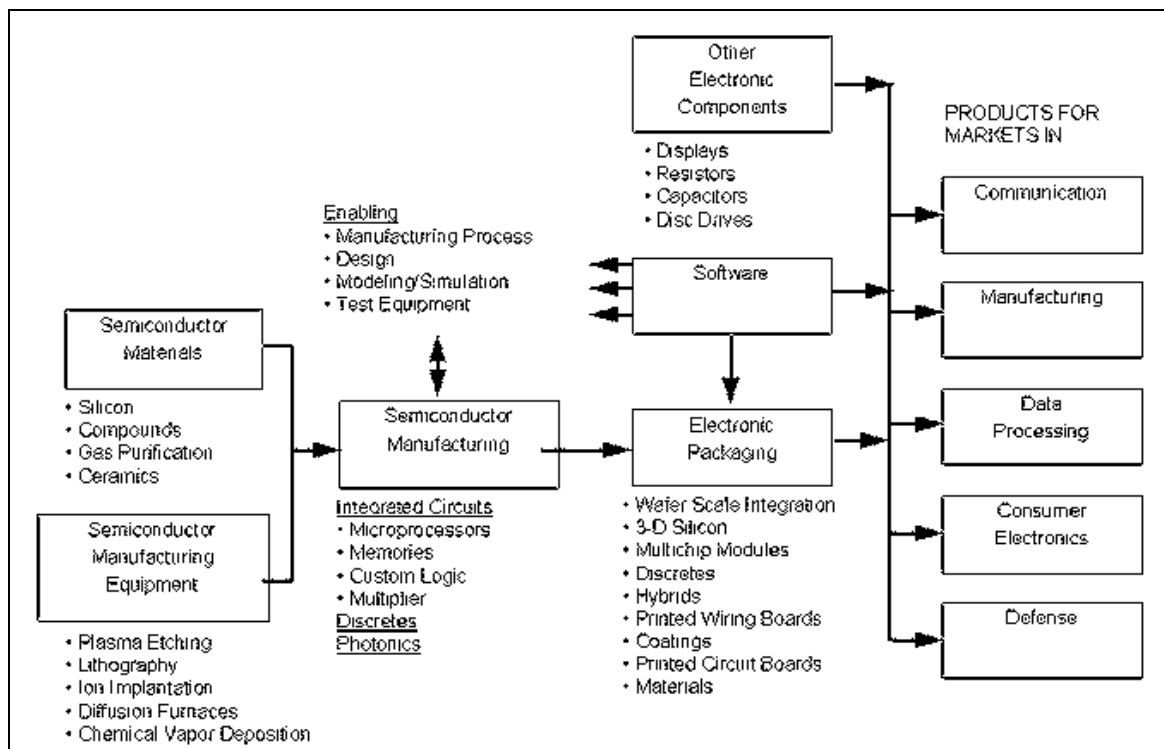 Other
Electronic
Components
• Displays
• Resistors
• Capacitors
• Disc Drives
PRODUCTS FOR
MARKETS IN
Communication
Manufacturing
Data
Processing
Consumer
Electronics
Defense
Enabling
• Manufacturing Process
• Design
• Modeling/Simulation
• Test Equipment
Software
Semiconductor
Materials
• Silicon
• Compounds
• Gas Purification
• Ceramics
Semiconductor
Manufacturing
Equipment
• Plasma Etching
• Lithography
• Ion Implantation
• Diffusion Furnaces
• Chemical Vapor Deposition
Semiconductor
Manufacturing
Integrated Circuits
• Microprocessors
• Memories
• Custom Logic
• Multiplier
Discretes
Photonics
Electronic
Packaging
• Wafer Scale Integration
• 3-D Silicon
• Multichip Modules
• Discretes
• Hybrids
• Printed Wiring Boards
• Coatings
• Printed Circuit Boards
• Materials